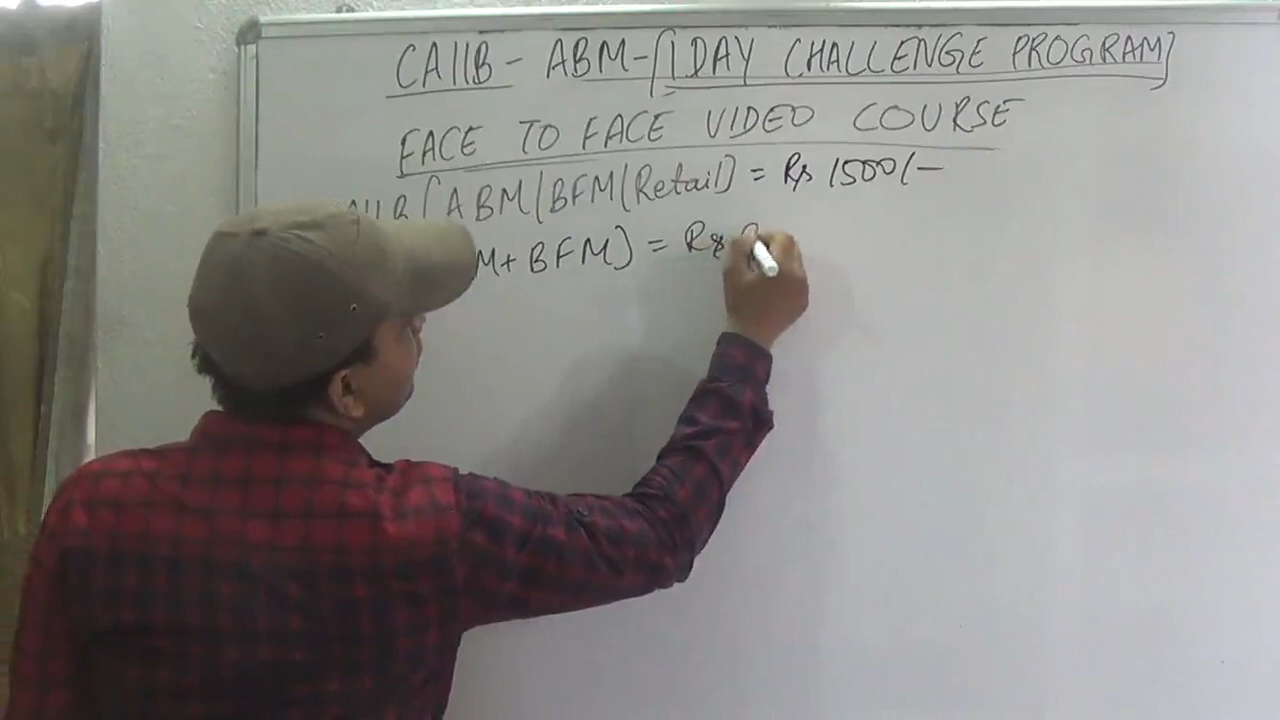 CAIIB - ABM - (1 DAY CHALLENGE PROGRAM)
FACE TO FACE VIDEO COURSE
[ABM/BFM/Retail] = Rs 1500/-
+ BFM] = Rs